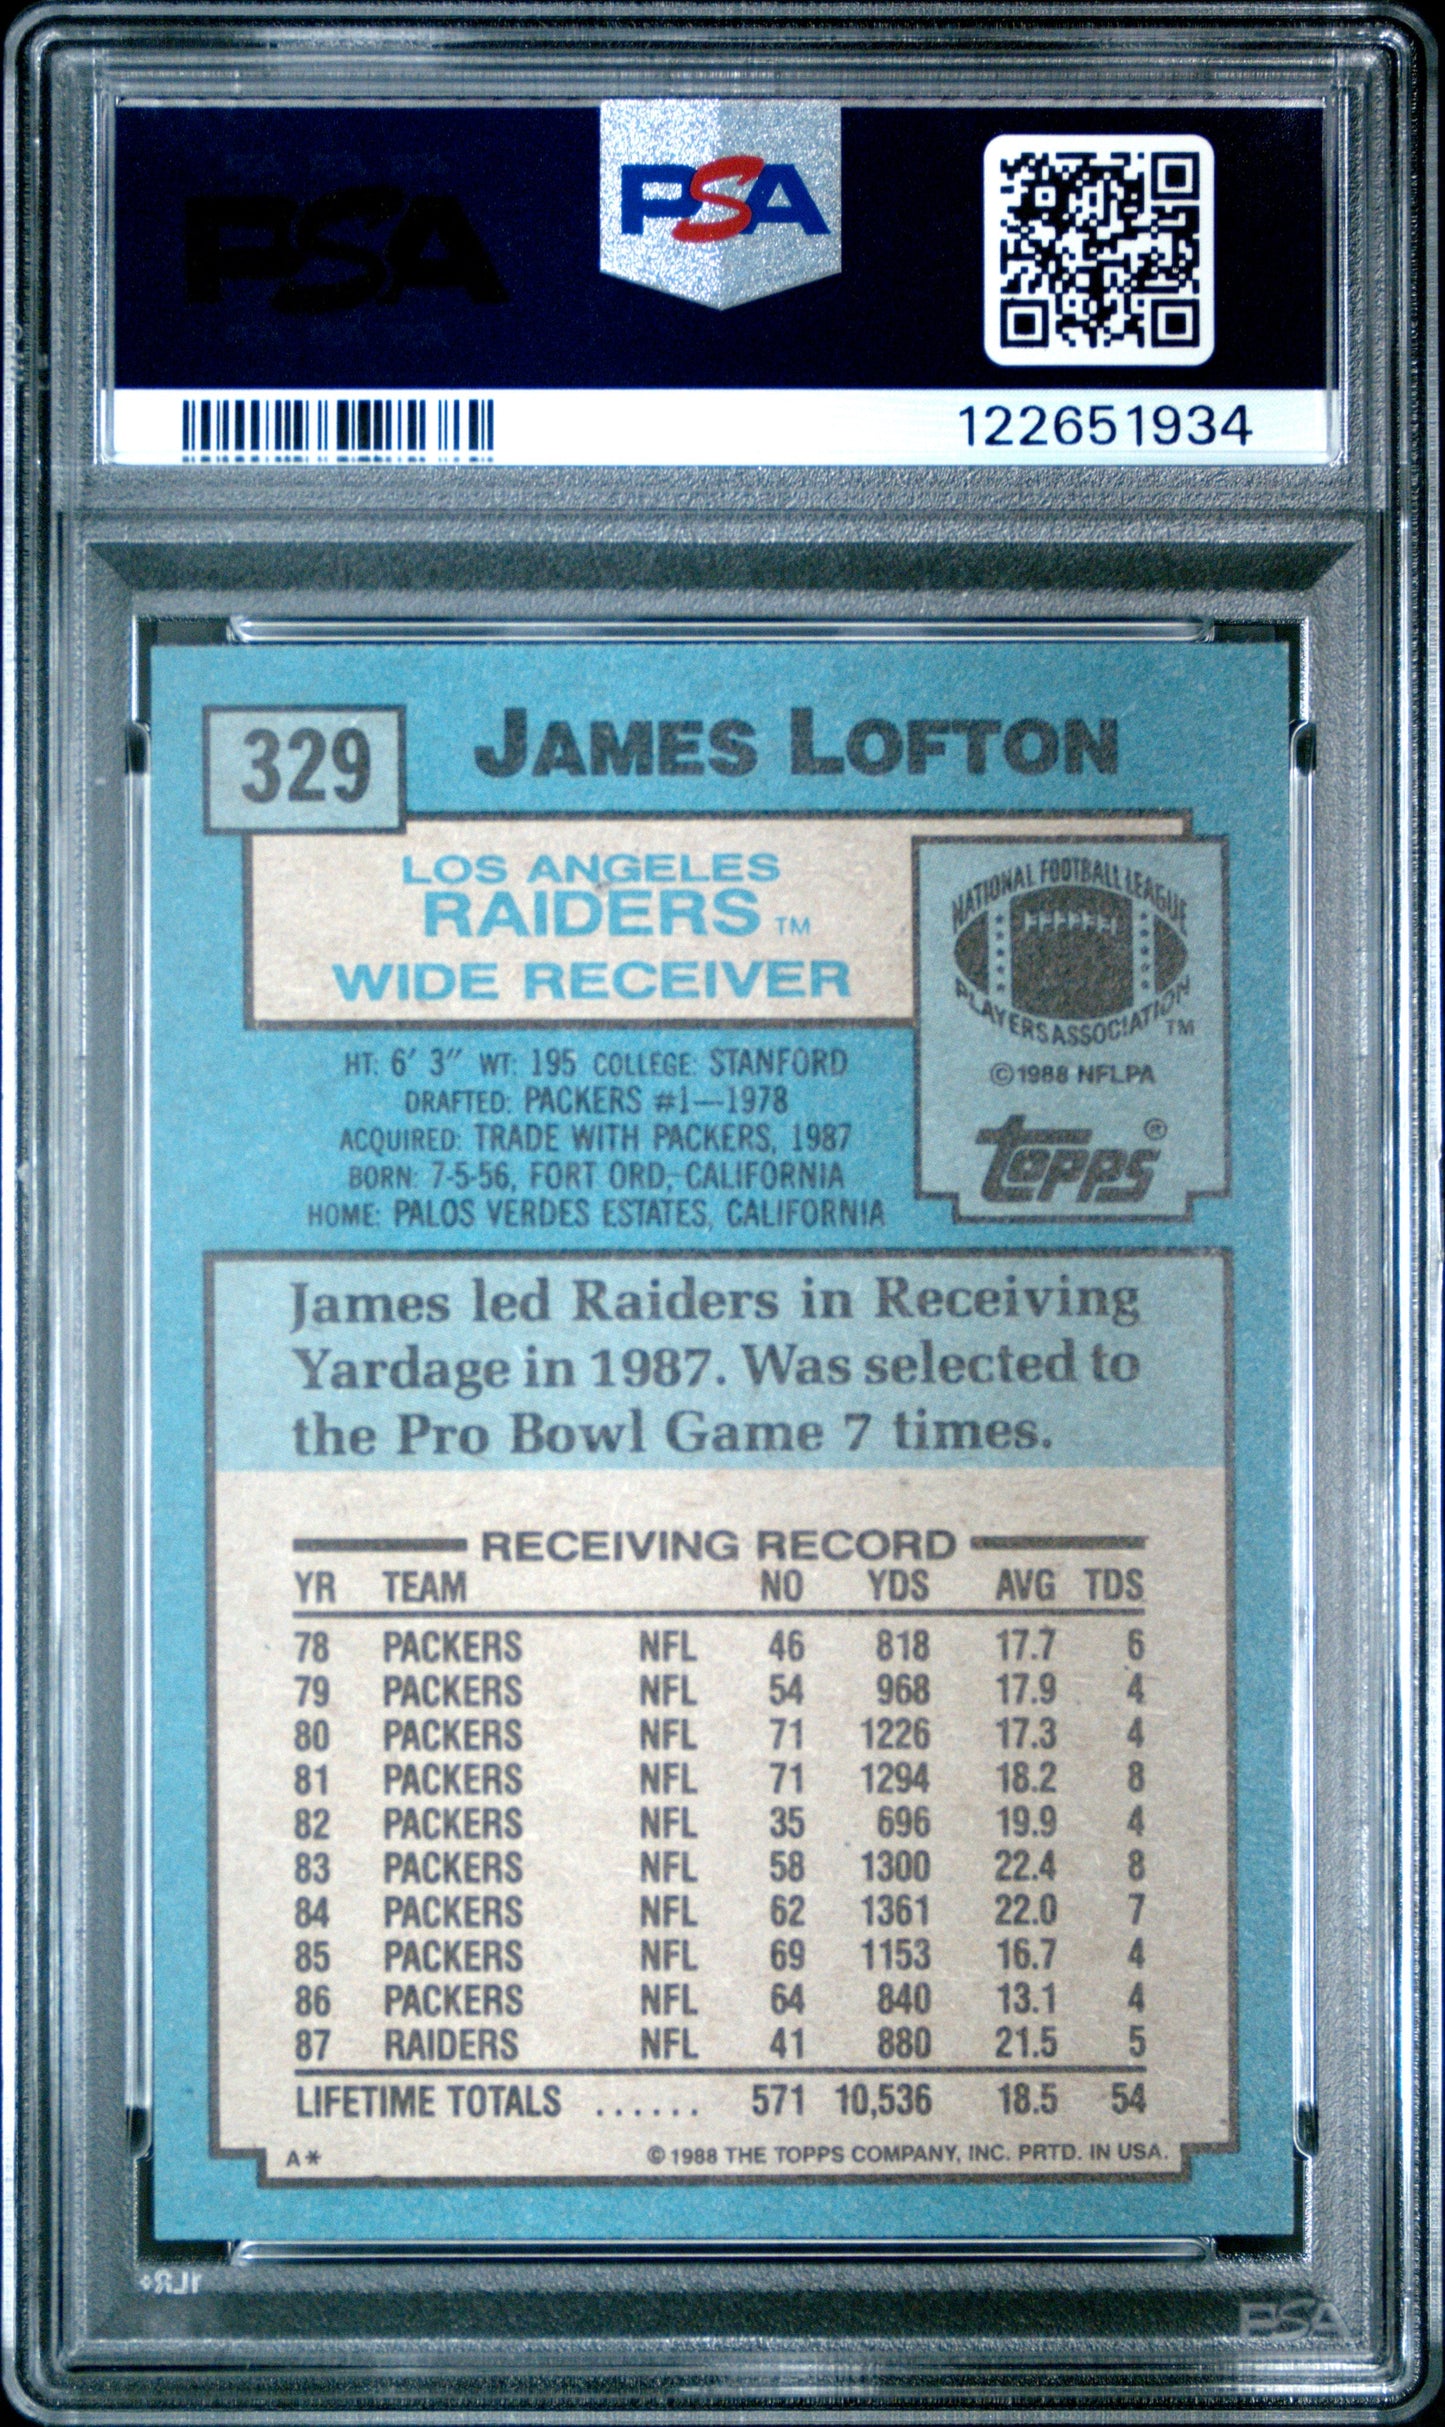 PSA
PSA
122651934
329
JAMES LOFTON
LOS ANGELES
RAIDERS TM
WIDE RECEIVER
NATIONAL FOOTBALL LEAGUE
PLAYERS ASSOCIATION TM
©1988 NFLPA
topps®
HT: 6' 3" WT: 195 COLLEGE: STANFORD
DRAFTED: PACKERS #1—1978
ACQUIRED: TRADE WITH PACKERS, 1987
BORN: 7-5-56, FORT ORD, CALIFORNIA
HOME: PALOS VERDES ESTATES, CALIFORNIA
James led Raiders in Receiving
Yardage in 1987. Was selected to
the Pro Bowl Game 7 times.
RECEIVING RECORD
YR TEAM NO YDS AVG TDS
78 PACKERS NFL 46 818 17.7 6
79 PACKERS NFL 54 968 17.9 4
80 PACKERS NFL 71 1226 17.3 4
81 PACKERS NFL 71 1294 18.2 8
82 PACKERS NFL 35 696 19.9 4
83 PACKERS NFL 58 1300 22.4 8
84 PACKERS NFL 62 1361 22.0 7
85 PACKERS NFL 69 1153 16.7 4
86 PACKERS NFL 64 840 13.1 4
87 RAIDERS NFL 41 880 21.5 5
LIFETIME TOTALS ...... 571 10,536 18.5 54
A* ©1988 THE TOPPS COMPANY, INC. PRTD. IN USA.
1LR+
PSA